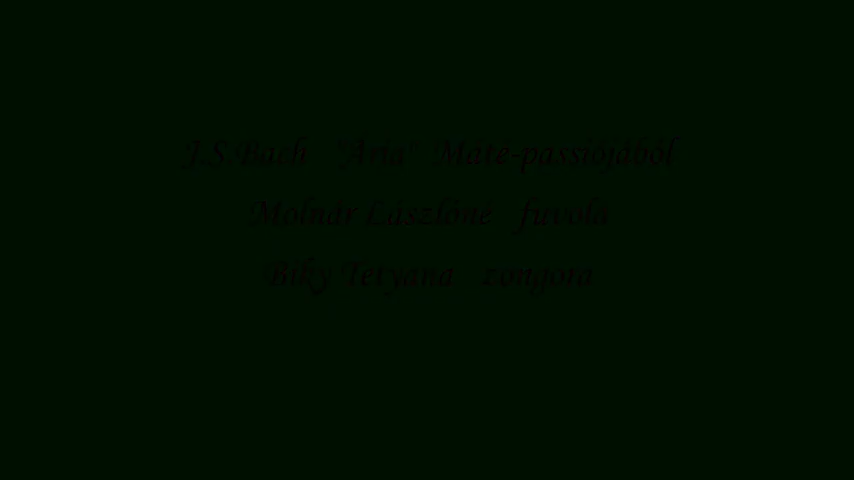 J.S.Bach "Ária" Máté-passiójából
Molnár Lászlóné fuvola
Biky Tetyana zongora